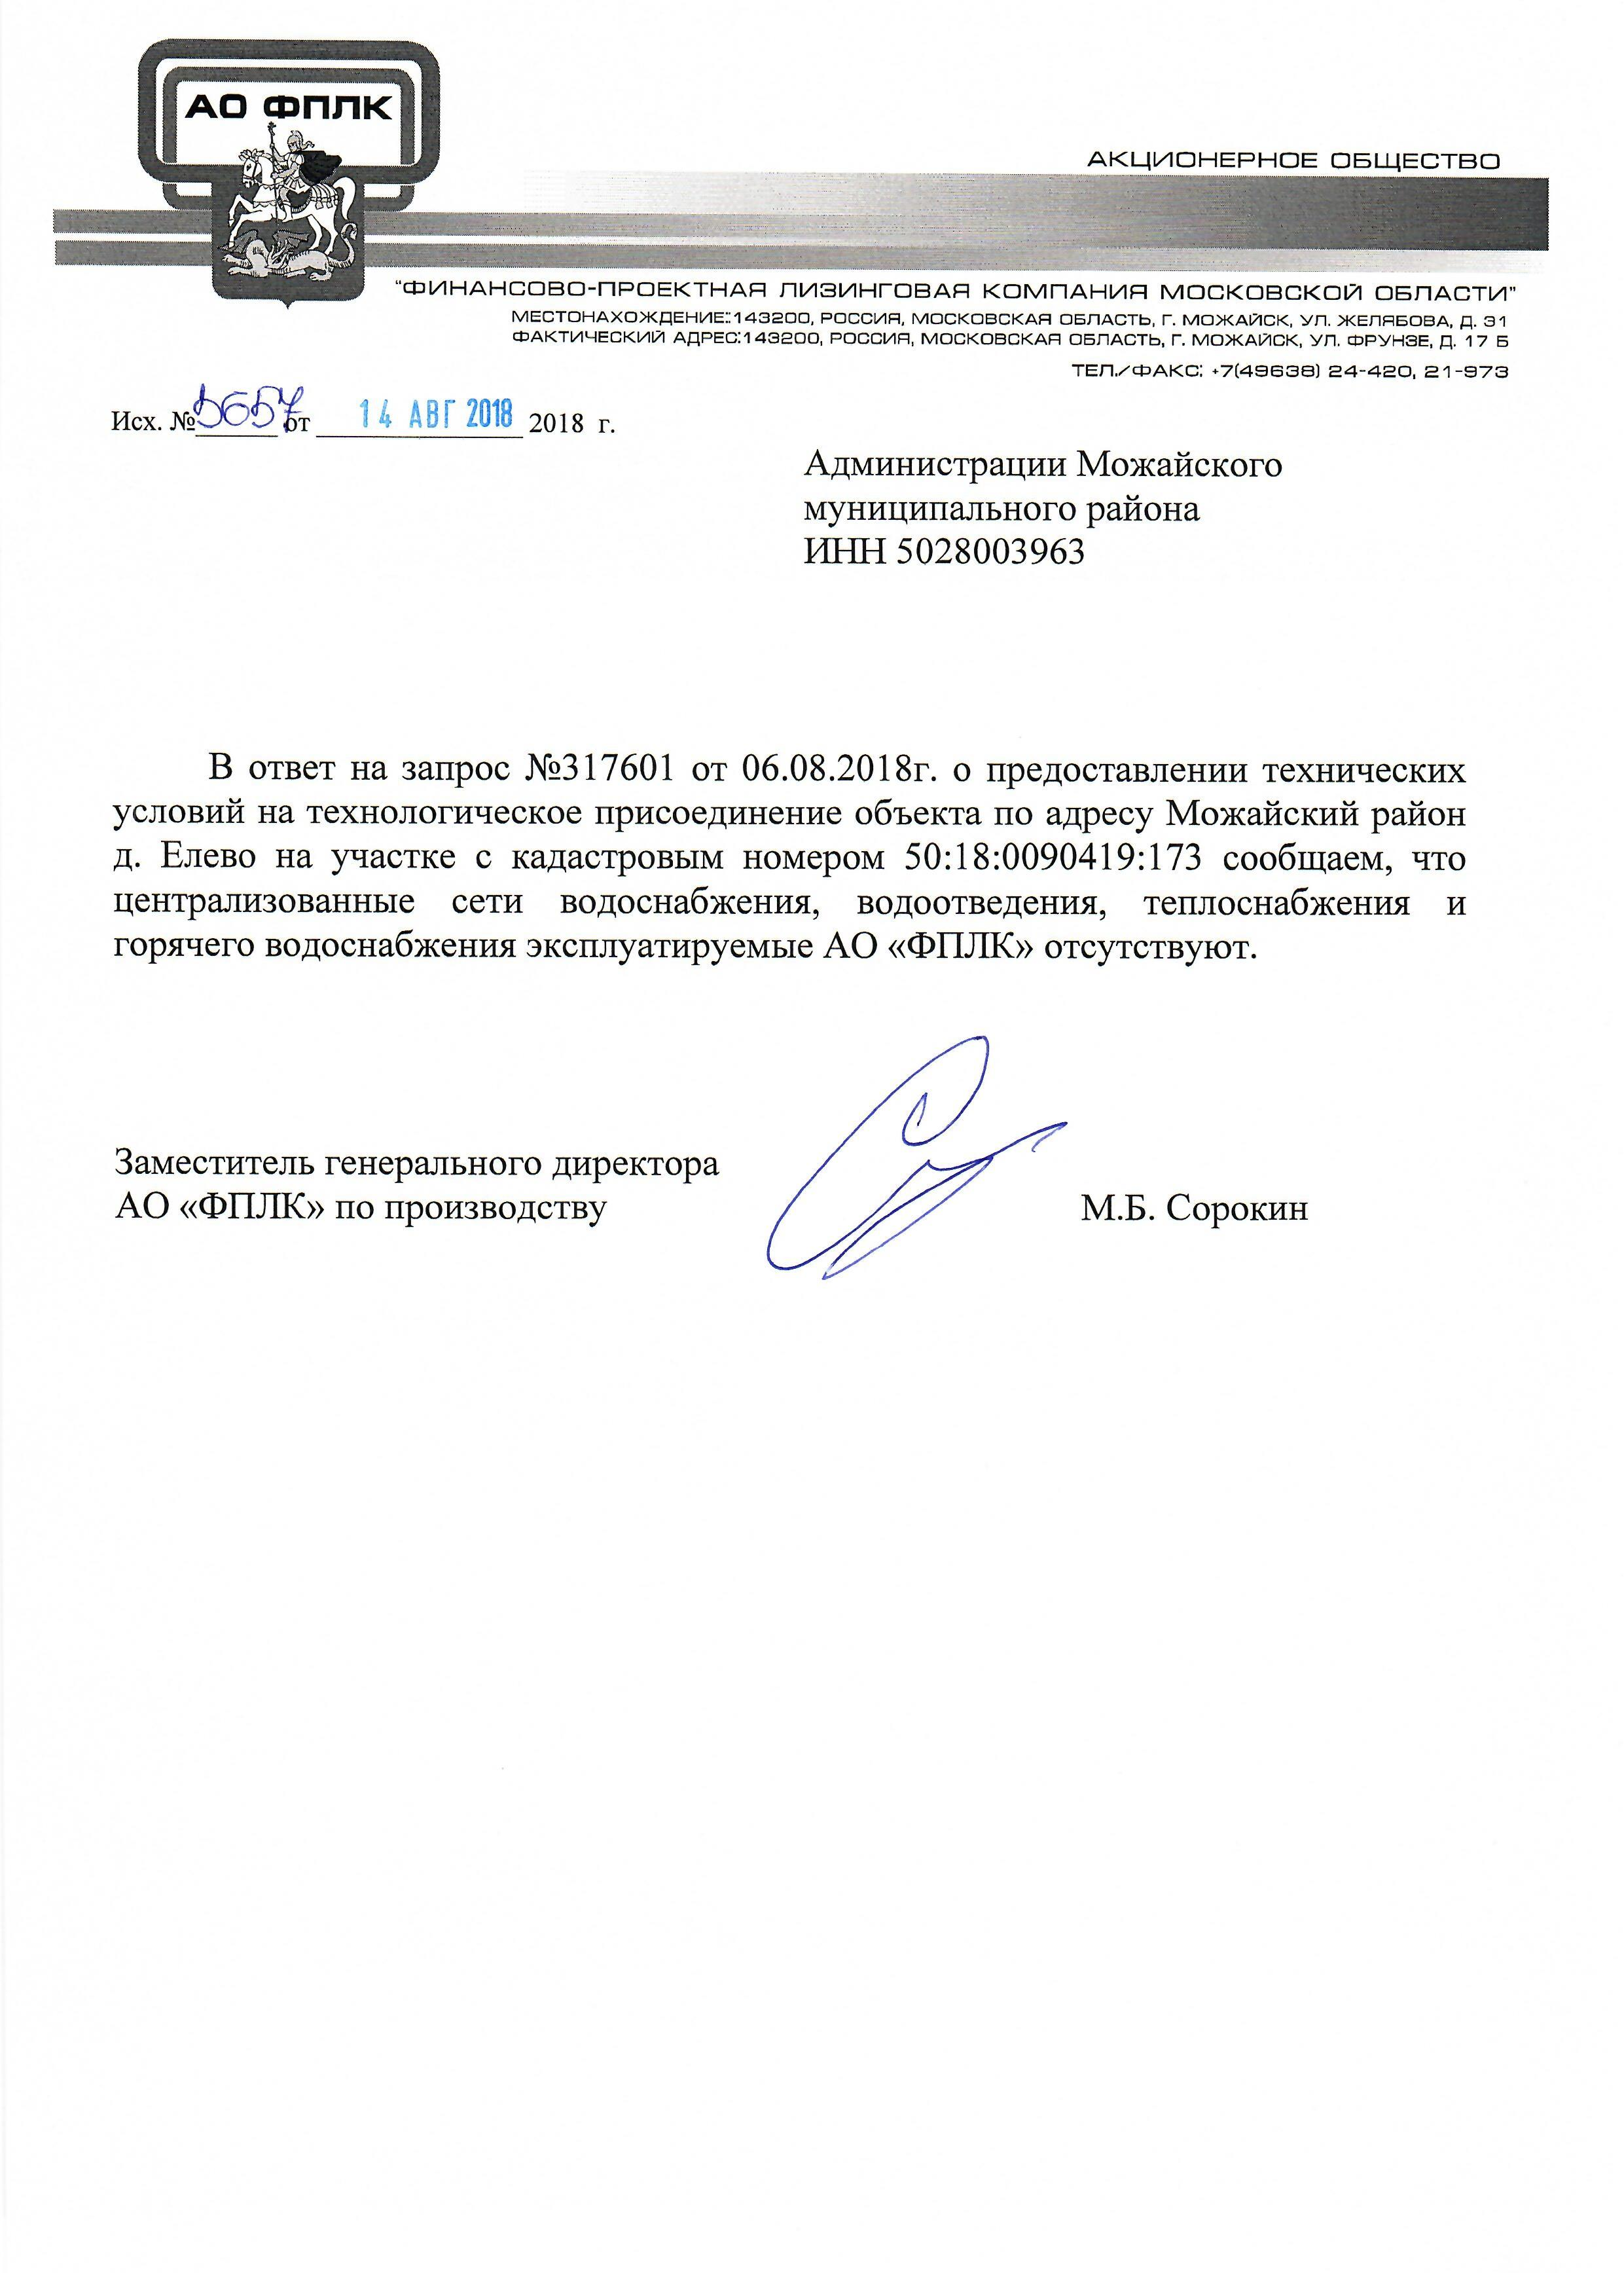 АО ФПЛК
АКЦИОНЕРНОЕ ОБЩЕСТВО
"ФИНАНСОВО-ПРОЕКТНАЯ ЛИЗИНГОВАЯ КОМПАНИЯ МОСКОВСКОЙ ОБЛАСТИ"
МЕСТОНАХОЖДЕНИЕ:143200, РОССИЯ, МОСКОВСКАЯ ОБЛАСТЬ, Г. МОЖАЙСК, УЛ. ЖЕЛЯБОВА, Д. 31
ФАКТИЧЕСКИЙ АДРЕС:143200, РОССИЯ, МОСКОВСКАЯ ОБЛАСТЬ, Г. МОЖАЙСК, УЛ. ФРУНЗЕ, Д. 17 Б
ТЕЛ./ФАКС: +7(49638) 24-420, 21-973
Исх. № от 14 АВГ 2018 2018 г.
Администрации Можайского
муниципального района
ИНН 5028003963
В ответ на запрос №317601 от 06.08.2018г. о предоставлении технических
условий на технологическое присоединение объекта по адресу Можайский район
д. Елево на участке с кадастровым номером 50:18:0090419:173 сообщаем, что
централизованные сети водоснабжения, водоотведения, теплоснабжения и
горячего водоснабжения эксплуатируемые АО «ФПЛК» отсутствуют.
Заместитель генерального директора
АО «ФПЛК» по производству М.Б. Сорокин